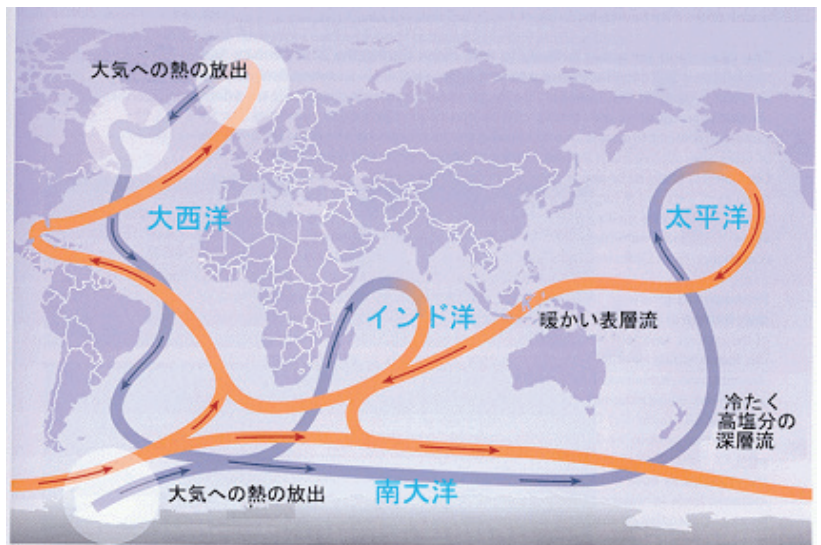 大気への熱の放出
大西洋
太平洋
インド洋
暖かい表層流
冷たく
高塩分の
深層流
大気への熱の放出
南大洋